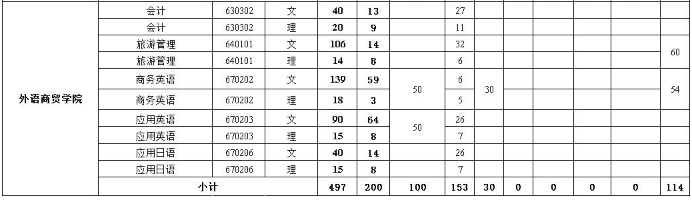 会计 630302 文 40 13 27
会计 630302 理 20 9 11
旅游管理 640101 文 106 14 32
60
旅游管理 640101 理 14 8 6
商务英语 670202 文 139 59 6
50 30 54
外语商贸学院
商务英语 670202 理 18 3 5
应用英语 670203 文 90 64 26
50
应用英语 670203 理 15 8 7
应用日语 670206 文 40 14 26
应用日语 670206 理 15 8 7
小计 497 200 100 153 30 0 0 0 0 114